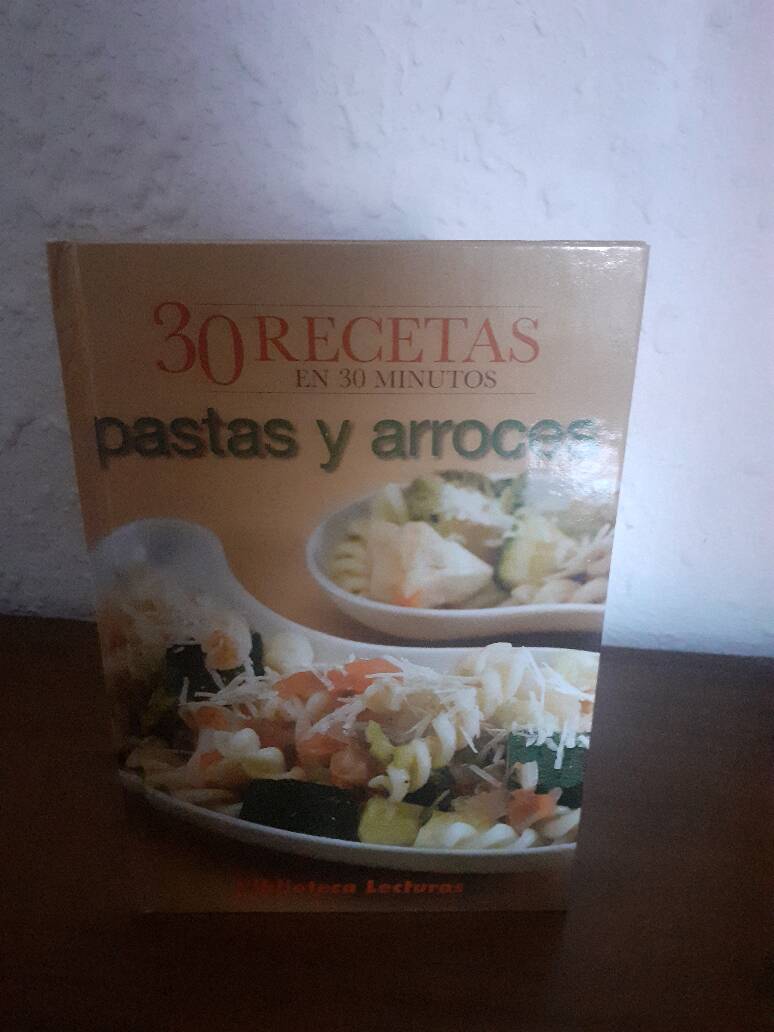 30 RECETAS
EN 30 MINUTOS
pastas y arroces
Biblioteca Lecturas